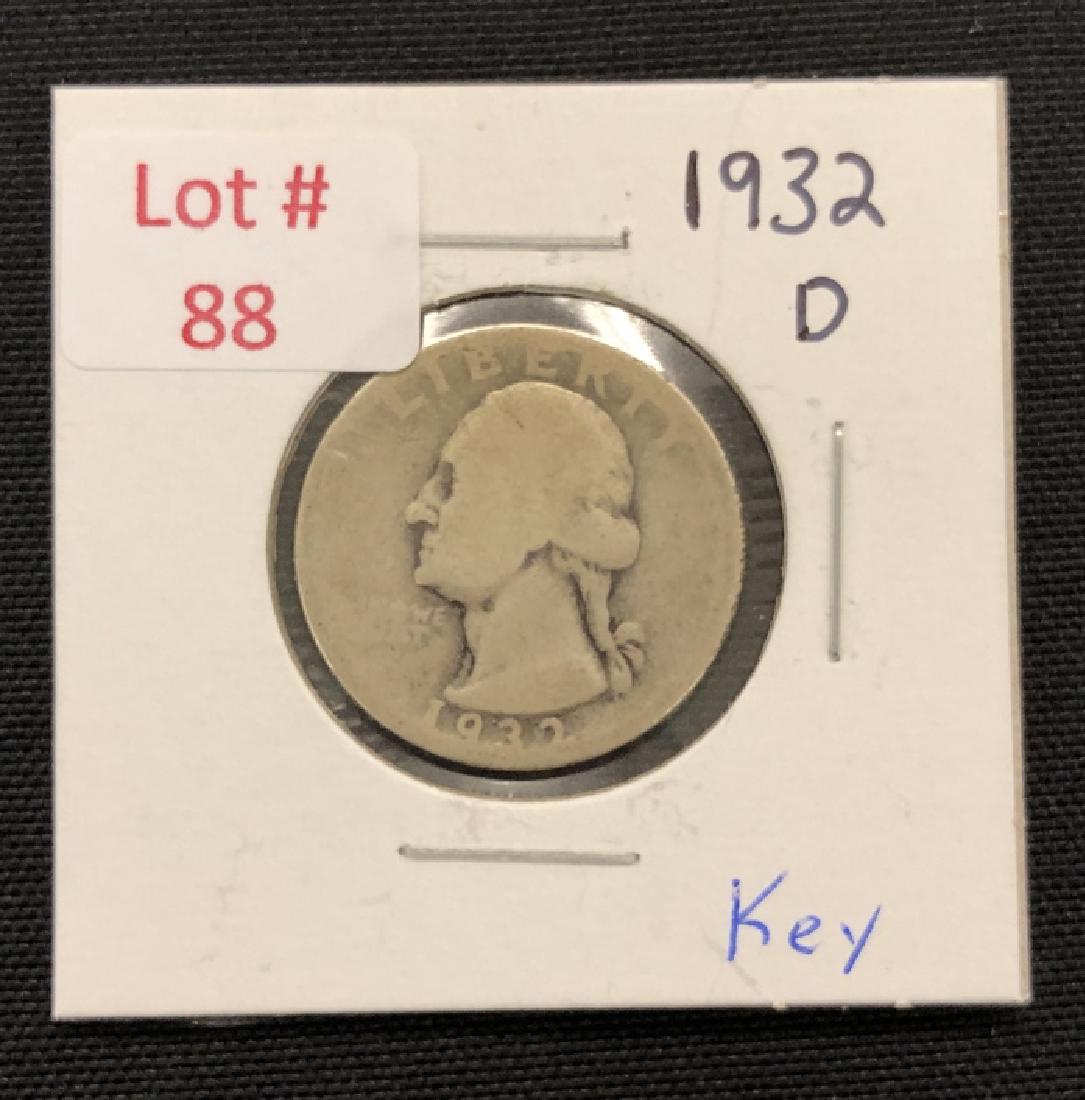 Lot #
88
1932
D
LIBERTY
1932
Key